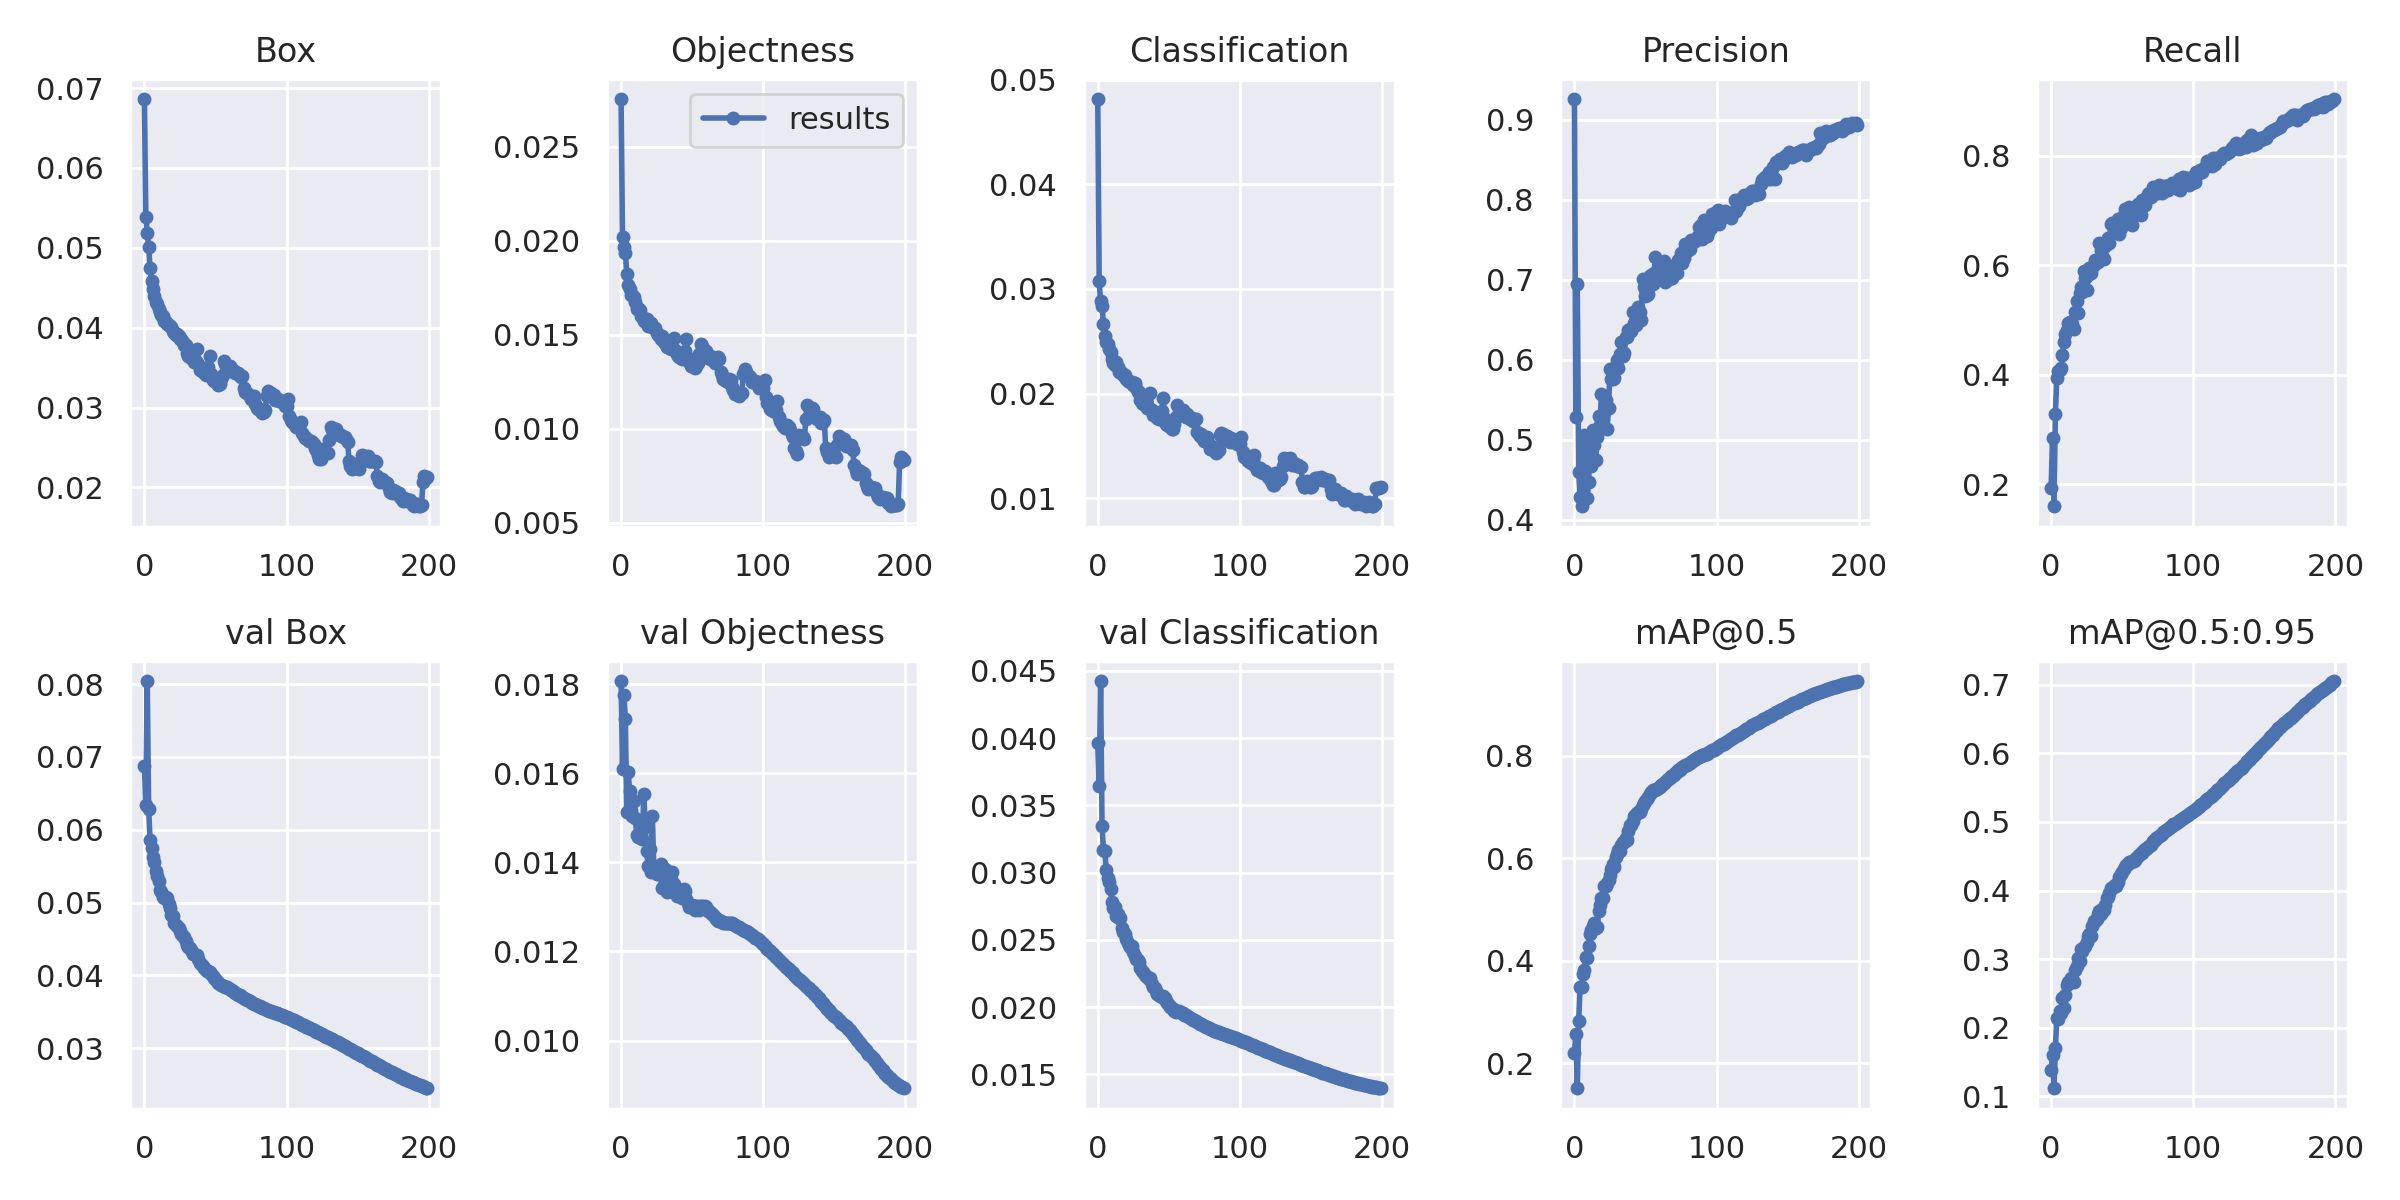 Box
0.07
0.06
0.05
0.04
0.03
0.02
0 100 200
Objectness
results
0.025
0.020
0.015
0.010
0.005
0 100 200
Classification
0.05
0.04
0.03
0.02
0.01
0 100 200
Precision
0.9
0.8
0.7
0.6
0.5
0.4
0 100 200
Recall
0.8
0.6
0.4
0.2
0 100 200
val Box
0.08
0.07
0.06
0.05
0.04
0.03
0 100 200
val Objectness
0.018
0.016
0.014
0.012
0.010
0 100 200
val Classification
0.045
0.040
0.035
0.030
0.025
0.020
0.015
0 100 200
mAP@0.5
0.8
0.6
0.4
0.2
0 100 200
mAP@0.5:0.95
0.7
0.6
0.5
0.4
0.3
0.2
0.1
0 100 200